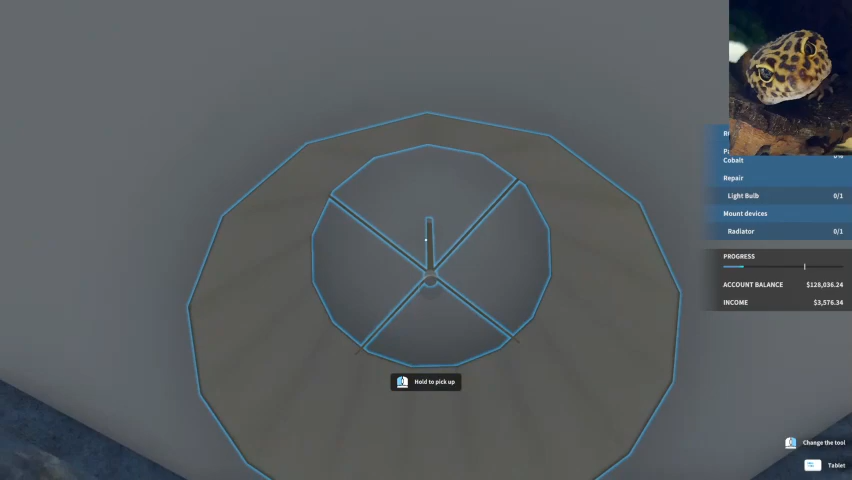 Cobalt
0%
Repair
Light Bulb 0/1
Mount devices
Radiator 0/1
PROGRESS
ACCOUNT BALANCE $128,036.24
INCOME $3,576.34
Hold to pick up
Change the tool
Tablet